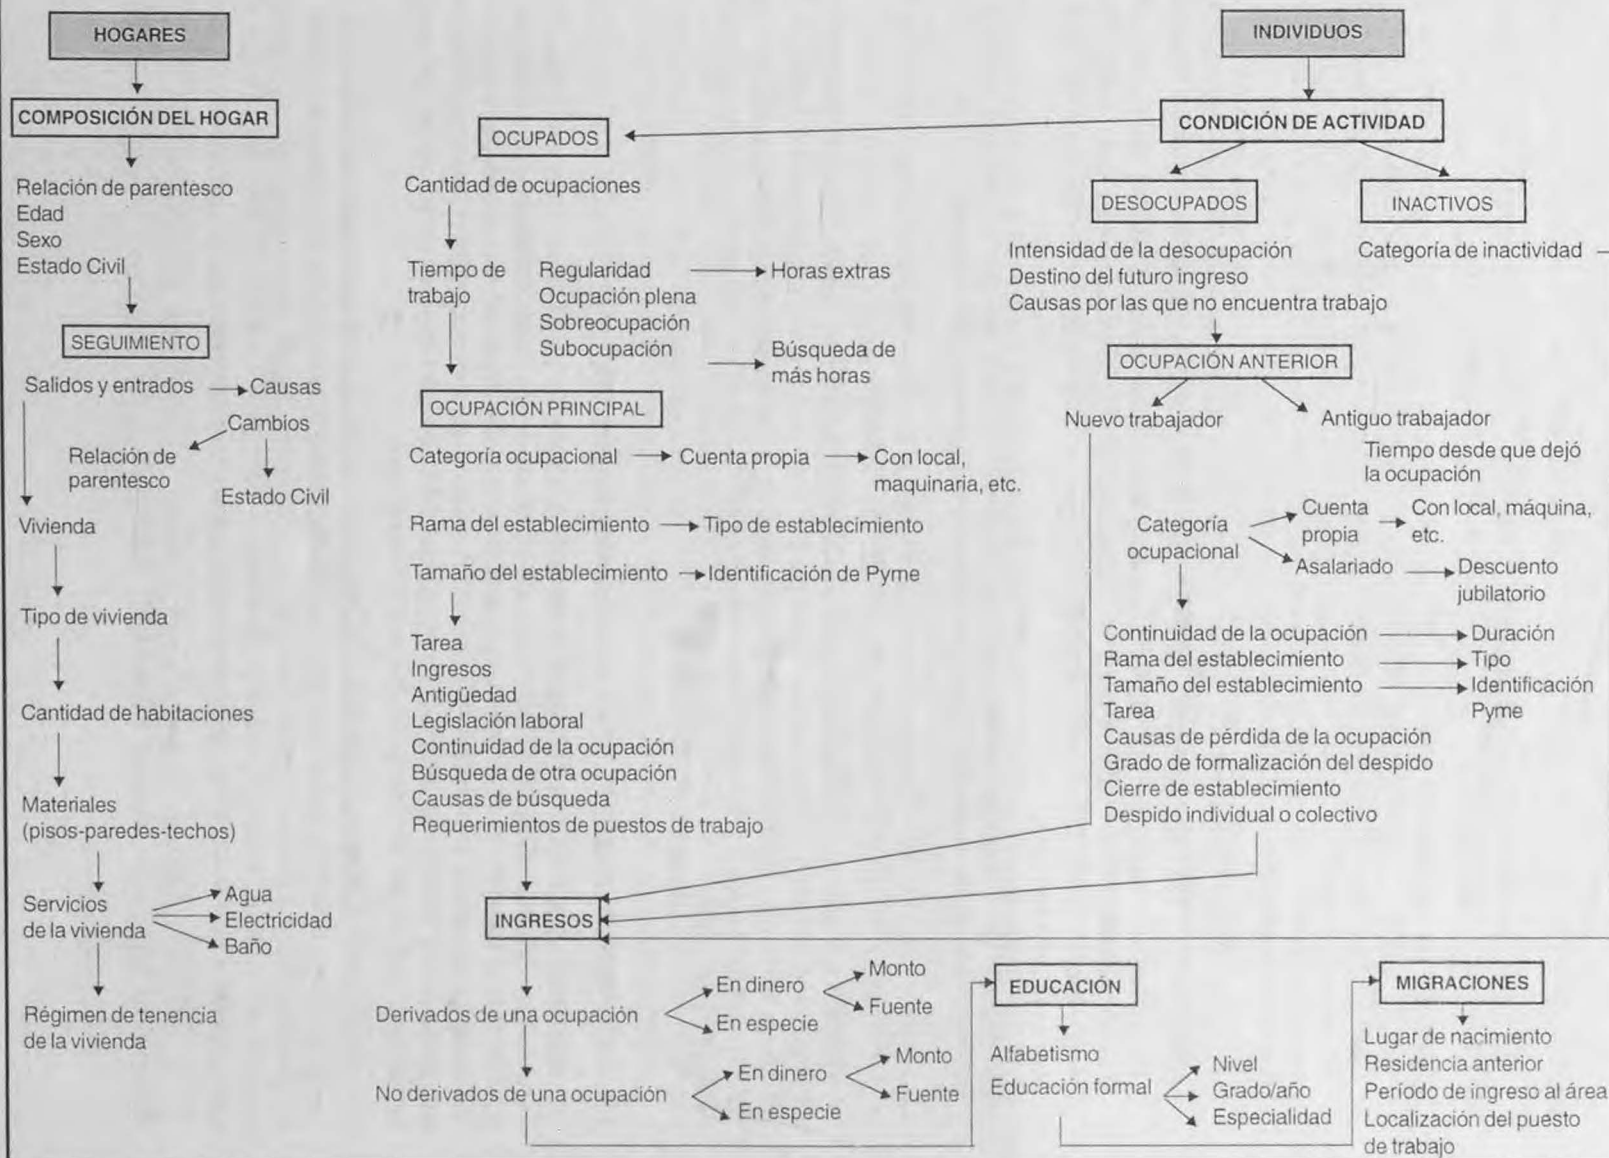 HOGARES
COMPOSICIÓN DEL HOGAR
Relación de parentesco
Edad
Sexo
Estado Civil
SEGUIMIENTO
Salidos y entrados
Causas
Cambios
Relación de
parentesco
Estado Civil
Vivienda
Tipo de vivienda
Cantidad de habitaciones
Materiales
(pisos-paredes-techos)
Servicios
de la vivienda
Agua
Electricidad
Baño
Régimen de tenencia
de la vivienda
INDIVIDUOS
CONDICIÓN DE ACTIVIDAD
OCUPADOS
Cantidad de ocupaciones
Tiempo de
trabajo
Regularidad
Horas extras
Ocupación plena
Sobreocupación
Subocupación
Búsqueda de
más horas
OCUPACIÓN PRINCIPAL
Categoría ocupacional
Cuenta propia
Con local,
maquinaria, etc.
Rama del establecimiento
Tipo de establecimiento
Tamaño del establecimiento
Identificación de Pyme
Tarea
Ingresos
Antigüedad
Legislación laboral
Continuidad de la ocupación
Búsqueda de otra ocupación
Causas de búsqueda
Requerimientos de puestos de trabajo
DESOCUPADOS
Intensidad de la desocupación
Destino del futuro ingreso
Causas por las que no encuentra trabajo
INACTIVOS
Categoría de inactividad
OCUPACIÓN ANTERIOR
Nuevo trabajador
Antiguo trabajador
Tiempo desde que dejó
la ocupación
Categoría
ocupacional
Cuenta
propia
Con local, máquina,
etc.
Asalariado
Descuento
jubilatorio
Continuidad de la ocupación
Duración
Rama del establecimiento
Tipo
Tamaño del establecimiento
Identificación
Pyme
Tarea
Causas de pérdida de la ocupación
Grado de formalización del despido
Cierre de establecimiento
Despido individual o colectivo
INGRESOS
Derivados de una ocupación
En dinero
Monto
Fuente
En especie
No derivados de una ocupación
En dinero
Monto
Fuente
En especie
EDUCACIÓN
Alfabetismo
Educación formal
Nivel
Grado/año
Especialidad
MIGRACIONES
Lugar de nacimiento
Residencia anterior
Período de ingreso al área
Localización del puesto
de trabajo